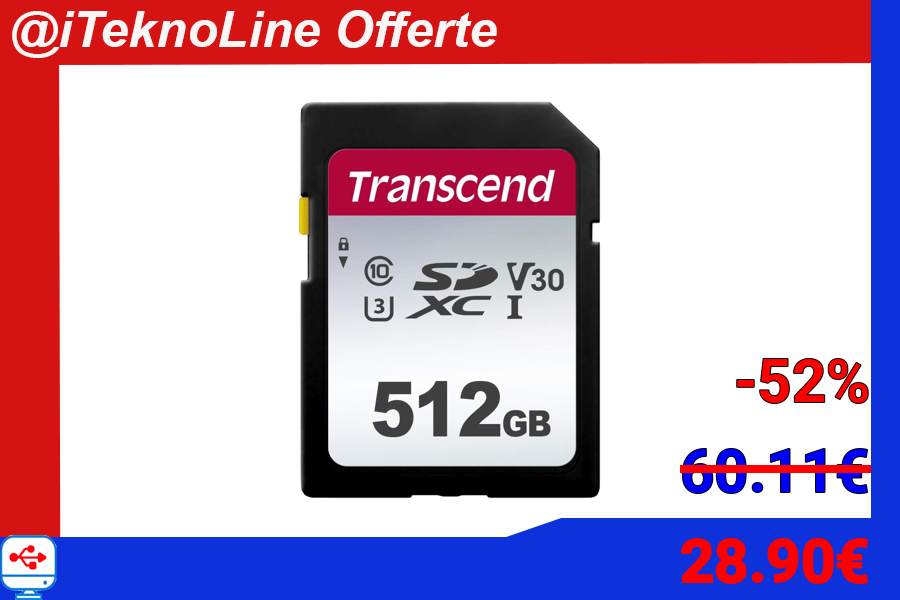 @iTeknoLine Offerte
Transcend
10 SD XC V30
3 I
512GB
-52%
60.11€
28.90€